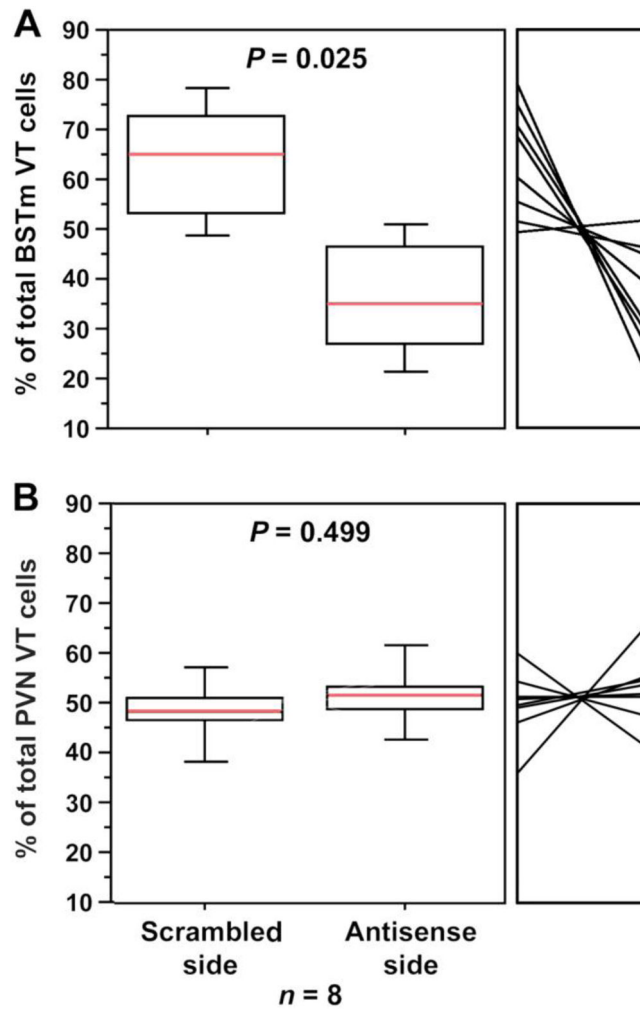 A
% of total BSTm VT cells
90
80
70
60
50
40
30
20
10
P = 0.025
B
% of total PVN VT cells
90
80
70
60
50
40
30
20
10
P = 0.499
Scrambled side
Antisense side
n = 8